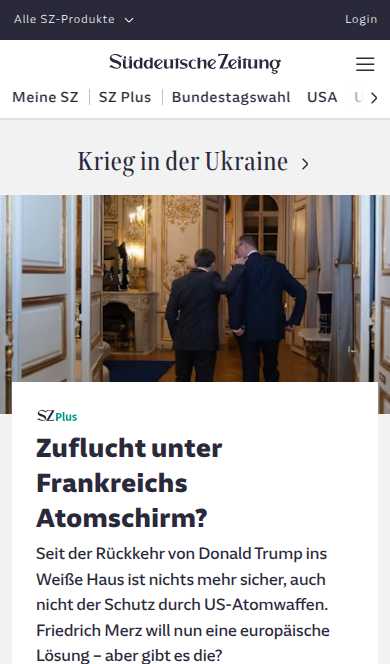 Alle SZ-Produkte Login
Süddeutsche Zeitung
Meine SZ SZ Plus Bundestagswahl USA
Krieg in der Ukraine
SZ Plus
Zuflucht unter
Frankreichs
Atomschirm?
Seit der Rückkehr von Donald Trump ins
Weiße Haus ist nichts mehr sicher, auch
nicht der Schutz durch US-Atomwaffen.
Friedrich Merz will nun eine europäische
Lösung – aber gibt es die?